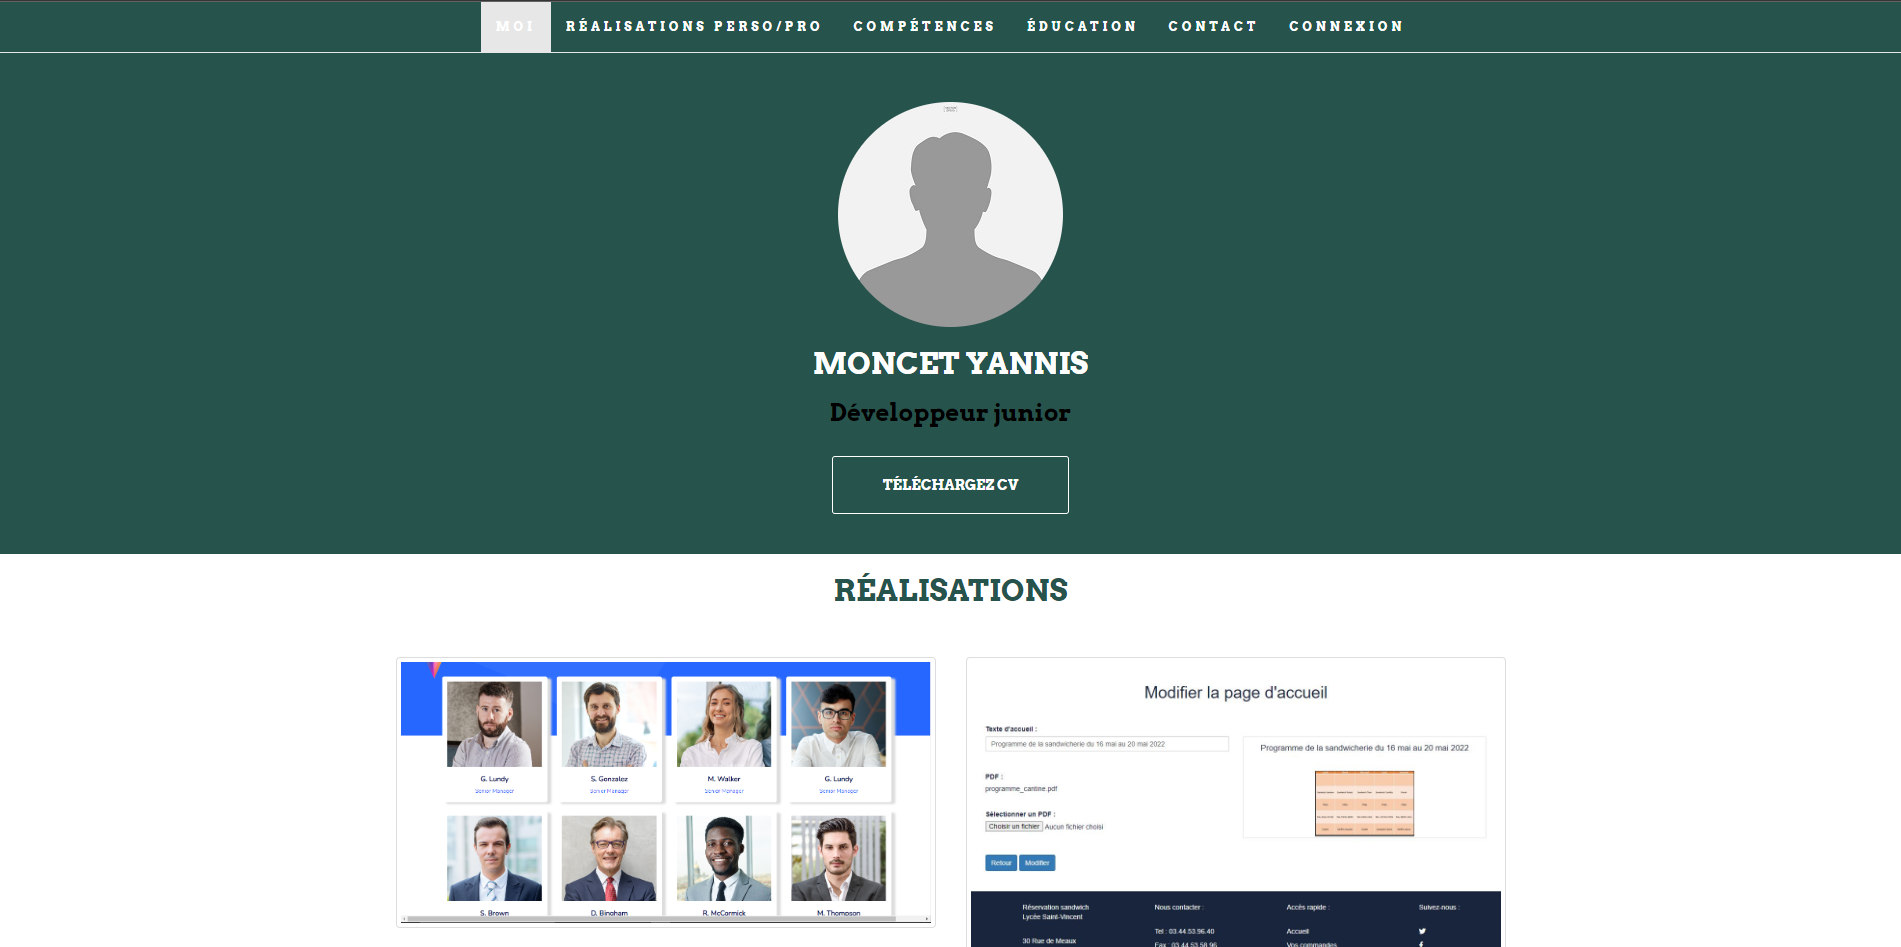 MOI RÉALISATIONS PERSO/PRO COMPÉTENCES ÉDUCATION CONTACT CONNEXION
MONCET YANNIS
Développeur junior
TÉLÉCHARGEZ CV
RÉALISATIONS
G. Lundy S. Gonzalez M. Walker G. Lundy
Senior Manager Senior Manager Senior Manager Senior Manager
S. Brown D. Bingham R. McCormick M. Thompson
Modifier la page d'accueil
Texte d'accueil :
Programme de la sandwicherie du 16 mai au 20 mai 2022
Programme de la sandwicherie du 16 mai au 20 mai 2022
PDF :
programme_cantine.pdf
Sélectionner un PDF :
Choisir un fichier Aucun fichier choisi
Retour Modifier
Réservation sandwich Nous contacter : Accès rapide : Suivez-nous :
Lycée Saint-Vincent
Tel : 03.44.53.96.40 Accueil
30 Rue de Meaux Fax : 03.44.53.58.96 Vos commandes